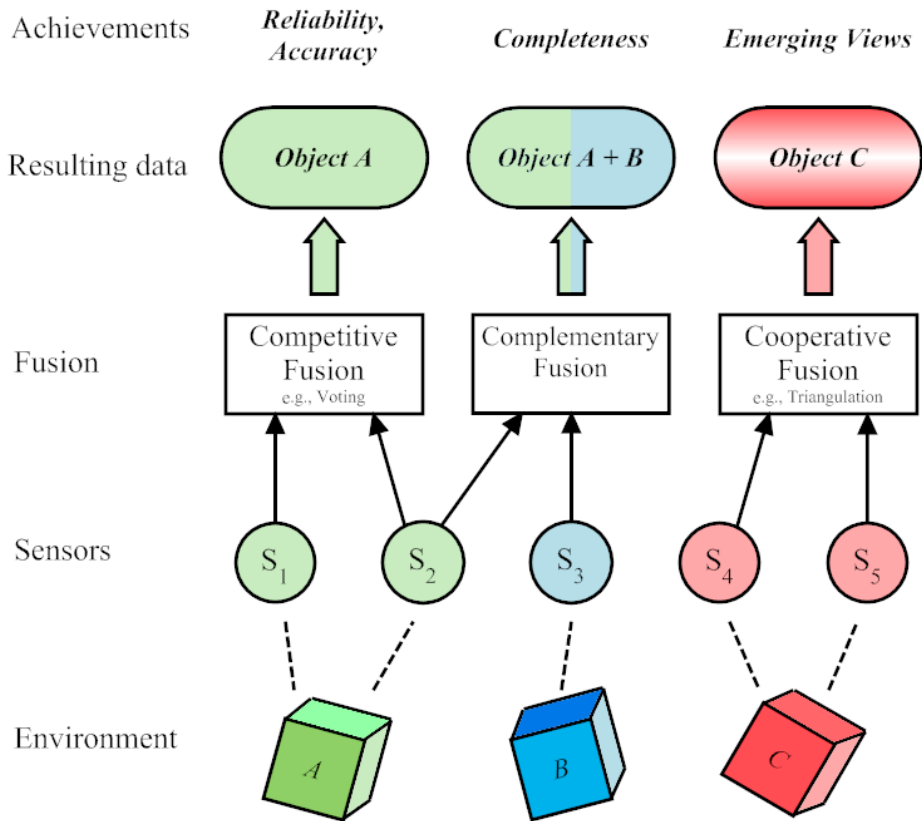 Achievements
Reliability,
Accuracy
Completeness
Emerging Views
Resulting data
Object A
Object A + B
Object C
Fusion
Competitive
Fusion
e.g., Voting
Complementary
Fusion
Cooperative
Fusion
e.g., Triangulation
Sensors
S1
S2
S3
S4
S5
Environment
A
B
C